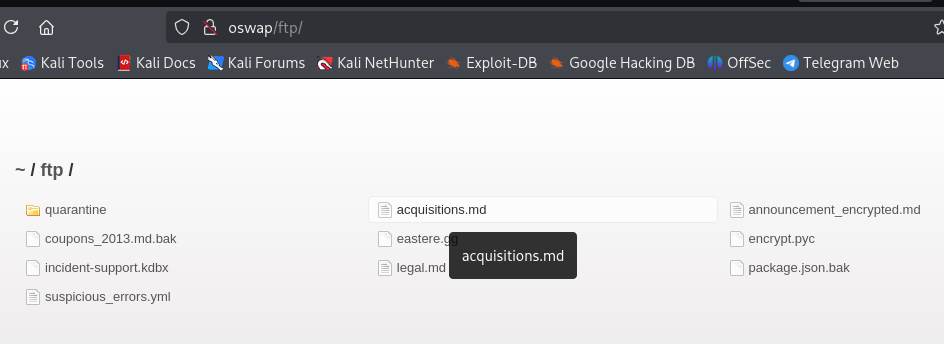 oswap/ftp/
x Kali Tools Kali Docs Kali Forums Kali NetHunter Exploit-DB Google Hacking DB OffSec Telegram Web
~ / ftp /
quarantine acquisitions.md announcement_encrypted.md
coupons_2013.md.bak eastere.gg encrypt.pyc
acquisitions.md
incident-support.kdbx legal.md package.json.bak
suspicious_errors.yml